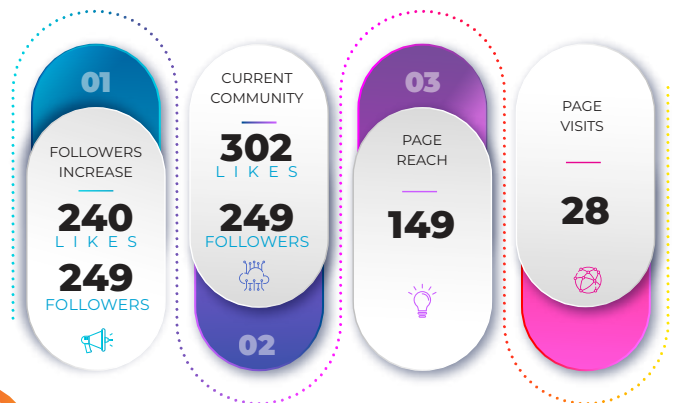 01
FOLLOWERS
INCREASE
240
LIKES
249
FOLLOWERS
CURRENT
COMMUNITY
302
LIKES
249
FOLLOWERS
02
03
PAGE
REACH
149
PAGE
VISITS
28